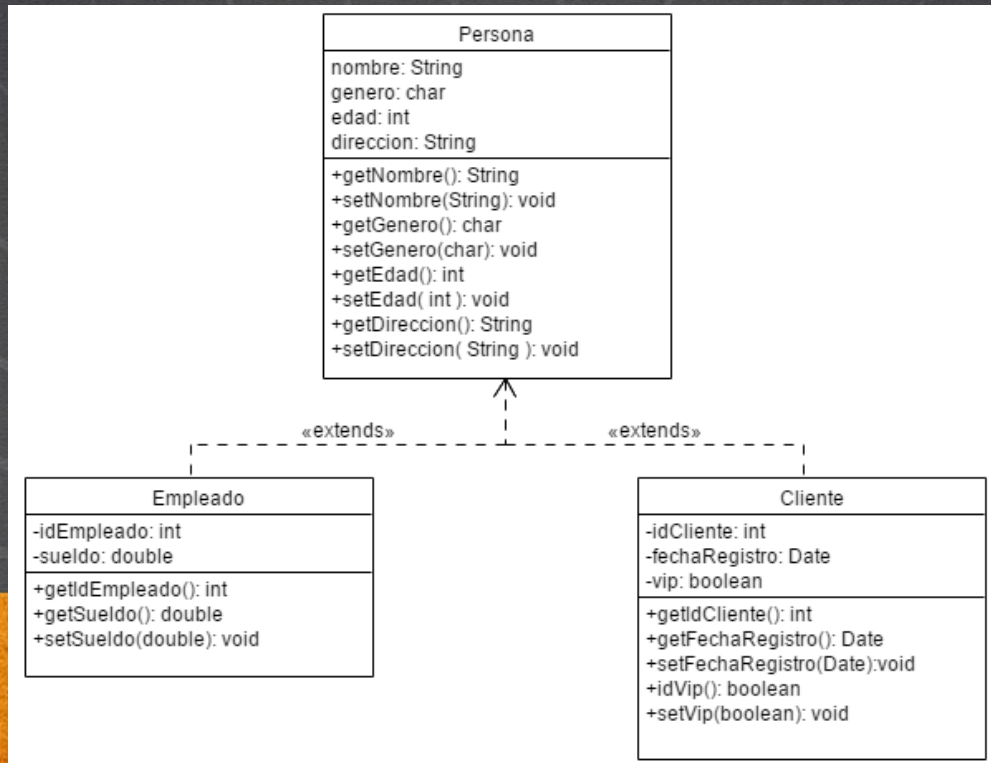 Persona
nombre: String
genero: char
edad: int
direccion: String
+getNombre(): String
+setNombre(String): void
+getGenero(): char
+setGenero(char): void
+getEdad(): int
+setEdad( int ): void
+getDireccion(): String
+setDireccion( String ): void
«extends»
«extends»
Empleado
-idEmpleado: int
-sueldo: double
+getIdEmpleado(): int
+getSueldo(): double
+setSueldo(double): void
Cliente
-idCliente: int
-fechaRegistro: Date
-vip: boolean
+getIdCliente(): int
+getFechaRegistro(): Date
+setFechaRegistro(Date):void
+idVip(): boolean
+setVip(boolean): void